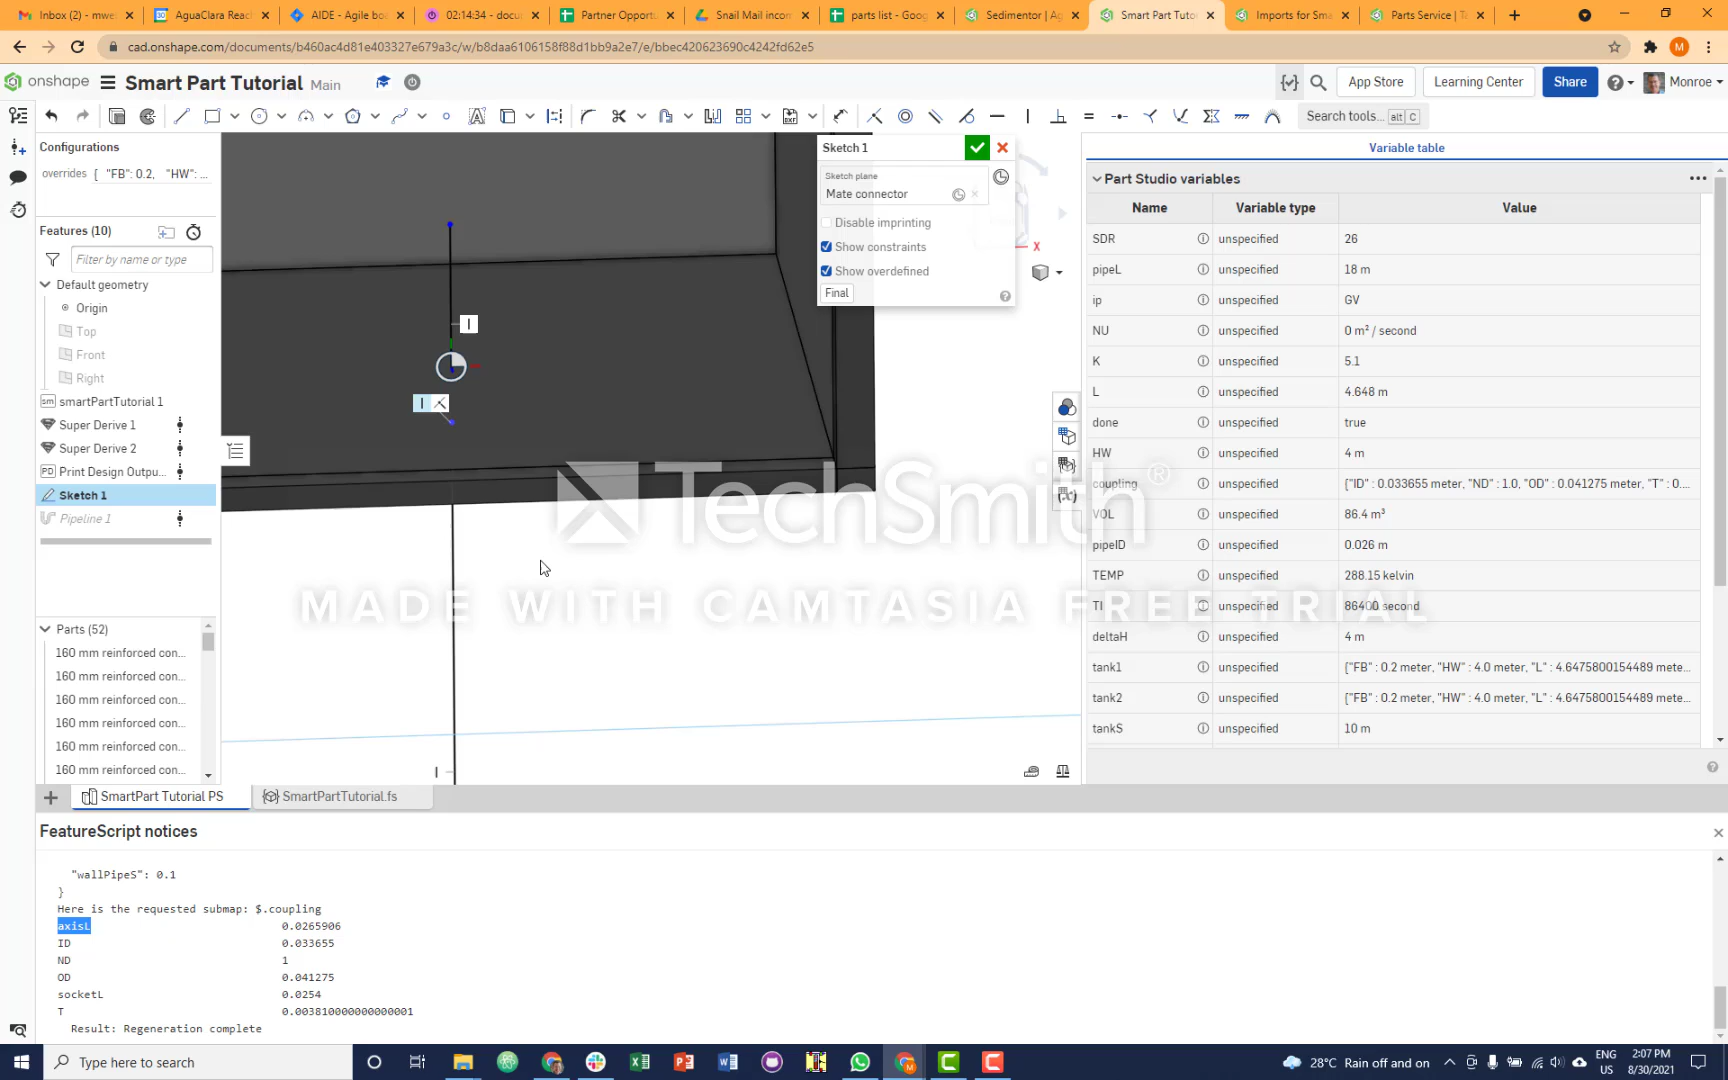 Inbox (2) - mwe
AguaClara Reac
AIDE - Agile bo
02:14:34 - docu
Partner Opportu
Snail Mail incom
parts list - Goog
Sedimentor | Ag
Smart Part Tuto
Imports for Sma
Parts Service | Ta
cad.onshape.com/documents/b460ac4d81e403327e679a3c/w/b8daa6106158f88d1bb9a2e7/e/bbec420623690c4242fd62e5
M
onshape
Smart Part Tutorial
Main
App Store
Learning Center
Share
Monroe
Search tools... alt C
Configurations
overrides { "FB": 0.2, "HW": ...
Features (10)
Filter by name or type
Default geometry
Origin
Top
Front
Right
smartPartTutorial 1
Super Derive 1
Super Derive 2
PD Print Design Outpu...
Sketch 1
Pipeline 1
Parts (52)
160 mm reinforced con...
160 mm reinforced con...
160 mm reinforced con...
160 mm reinforced con...
160 mm reinforced con...
160 mm reinforced con...
Sketch 1
Sketch plane
Mate connector
Disable imprinting
Show constraints
Show overdefined
Final
X
TechSmith®
MADE WITH CAMTASIA FREE TRIAL
Variable table
Part Studio variables
Name Variable type Value
SDR unspecified 26
pipeL unspecified 18 m
ip unspecified GV
NU unspecified 0 m² / second
K unspecified 5.1
L unspecified 4.648 m
done unspecified true
HW unspecified 4 m
coupling unspecified {"ID" : 0.033655 meter, "ND" : 1.0, "OD" : 0.041275 meter, "T" : 0....
VOL unspecified 86.4 m³
pipeID unspecified 0.026 m
TEMP unspecified 288.15 kelvin
TI unspecified 86400 second
deltaH unspecified 4 m
tank1 unspecified {"FB" : 0.2 meter, "HW" : 4.0 meter, "L" : 4.6475800154489 mete...
tank2 unspecified {"FB" : 0.2 meter, "HW" : 4.0 meter, "L" : 4.6475800154489 mete...
tankS unspecified 10 m
SmartPart Tutorial PS
SmartPartTutorial.fs
FeatureScript notices
"wallPipeS": 0.1
}
Here is the requested submap: $.coupling
axisL 0.0265906
ID 0.033655
ND 1
OD 0.041275
socketL 0.0254
T 0.003810000000000001
Result: Regeneration complete
Type here to search
28°C Rain off and on
ENG
US
2:07 PM
8/30/2021